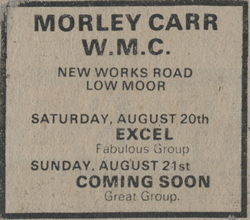 MORLEY CARR
W.M.C.
NEW WORKS ROAD
LOW MOOR
SATURDAY, AUGUST 20th
EXCEL
Fabulous Group
SUNDAY, AUGUST 21st
COMING SOON
Great Group.